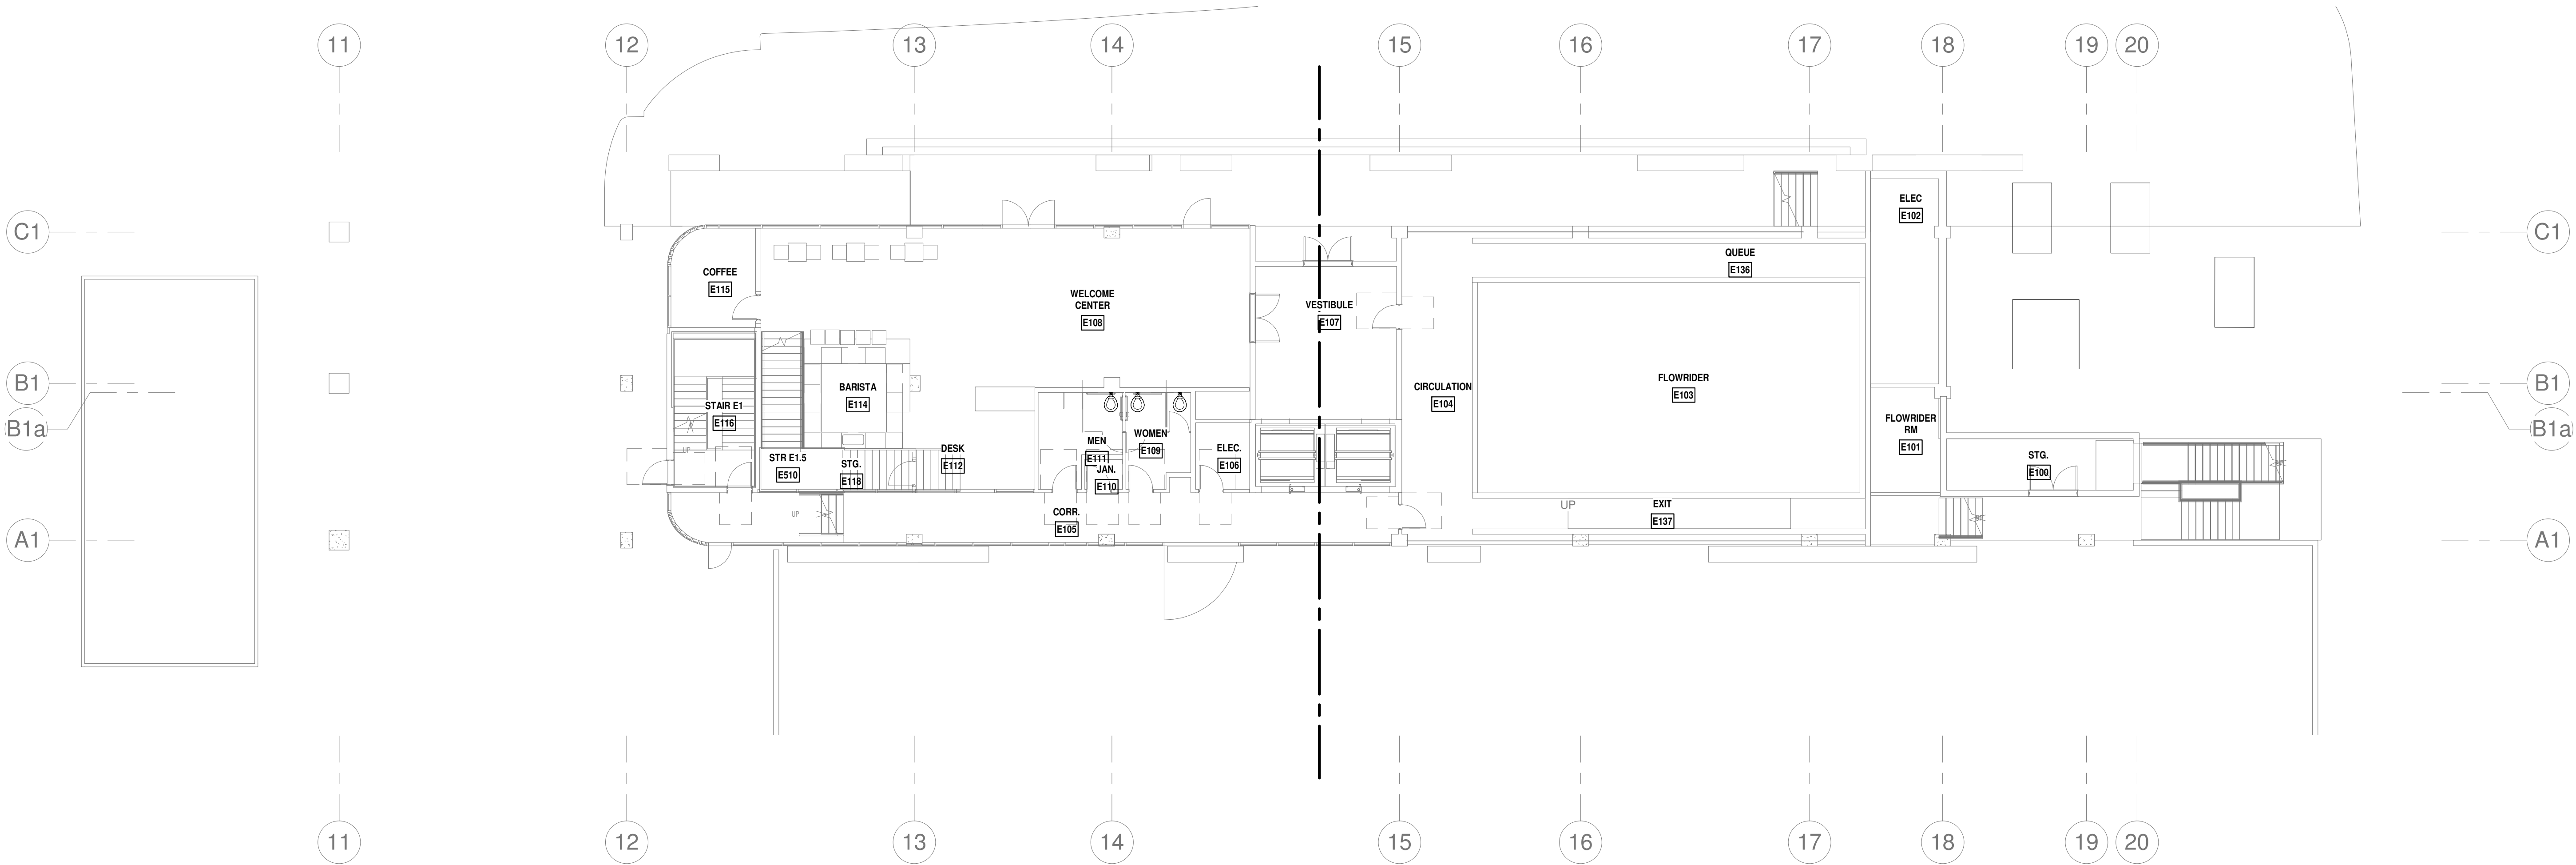 11
12
13
14
15
16
17
18
19
20
C1
C1
ELEC
E102
QUEUE
E136
COFFEE
E115
WELCOME
CENTER
E108
VESTIBULE
E107
B1
B1
BARISTA
E114
CIRCULATION
E104
FLOWRIDER
E103
STAIR E1
E116
B1a
B1a
UP
MEN
E111
WOMEN
E109
FLOWRIDER
RM
E101
STR E1.5
E510
STG.
E118
DESK
E112
JAN.
E110
ELEC.
E106
STG.
E100
UP
CORR.
E105
UP
EXIT
E137
A1
A1
11
12
13
14
15
16
17
18
19
20